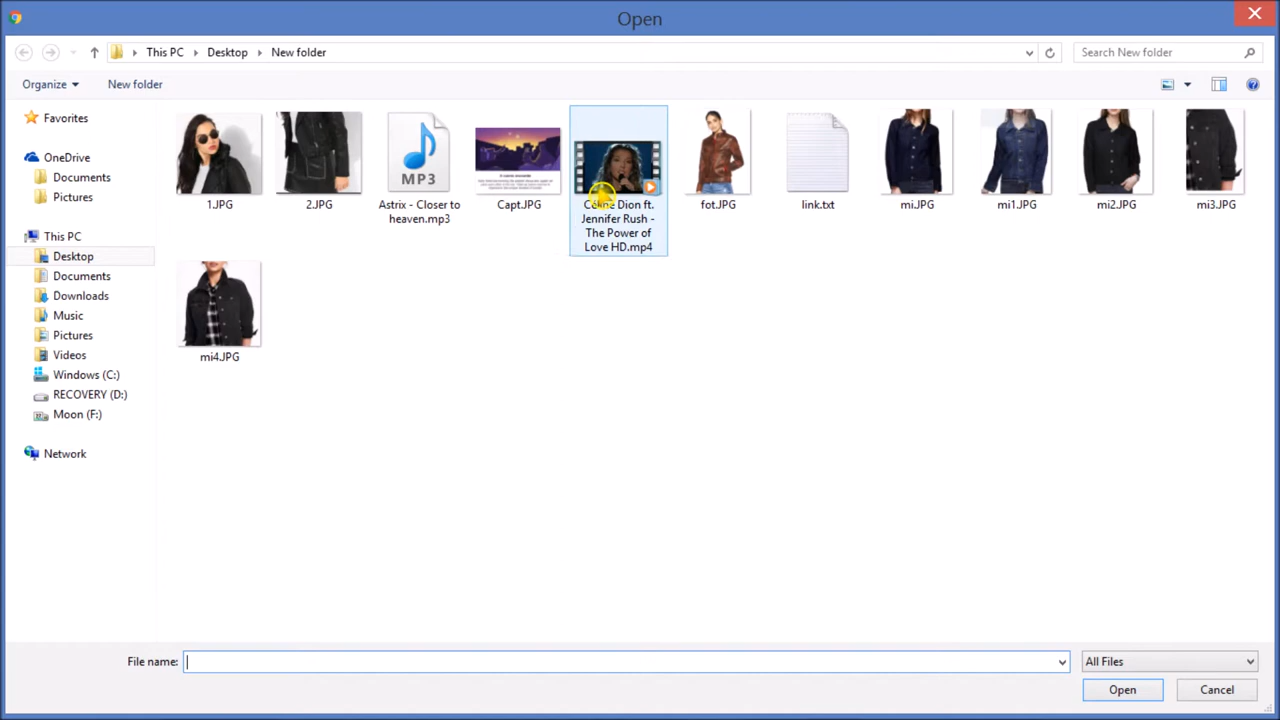 Open
This PC
Desktop
New folder
Search New folder
Organize
New folder
Favorites
OneDrive
Documents
Pictures
This PC
Desktop
Documents
Downloads
Music
Pictures
Videos
Windows (C:)
RECOVERY (D:)
Moon (F:)
Network
1.JPG
2.JPG
MP3
Astrix - Closer to
heaven.mp3
Capt.JPG
Céline Dion ft.
Jennifer Rush -
The Power of
Love HD.mp4
fot.JPG
link.txt
mi.JPG
mi1.JPG
mi2.JPG
mi3.JPG
mi4.JPG
File name:
All Files
Open
Cancel